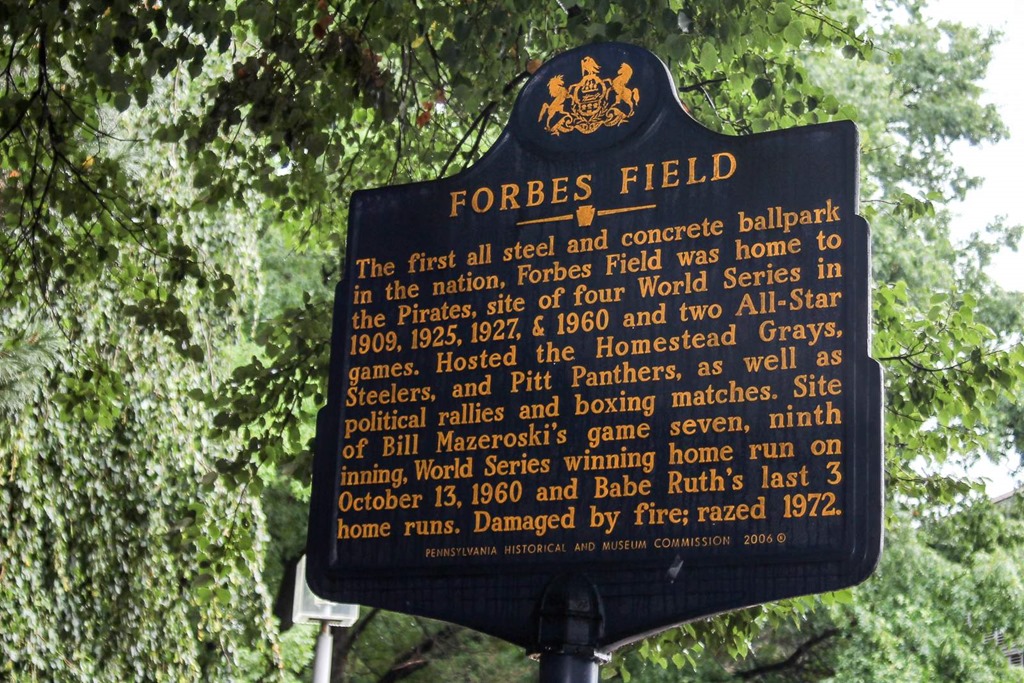 FORBES FIELD
The first all steel and concrete ballpark
in the nation, Forbes Field was home to
the Pirates, site of four World Series in
1909, 1925, 1927, & 1960 and two All-Star
games. Hosted the Homestead Grays,
Steelers, and Pitt Panthers, as well as
political rallies and boxing matches. Site
of Bill Mazeroski's game seven, ninth
inning, World Series winning home run on
October 13, 1960 and Babe Ruth's last 3
home runs. Damaged by fire; razed 1972.
PENNSYLVANIA HISTORICAL AND MUSEUM COMMISSION 2006 ®